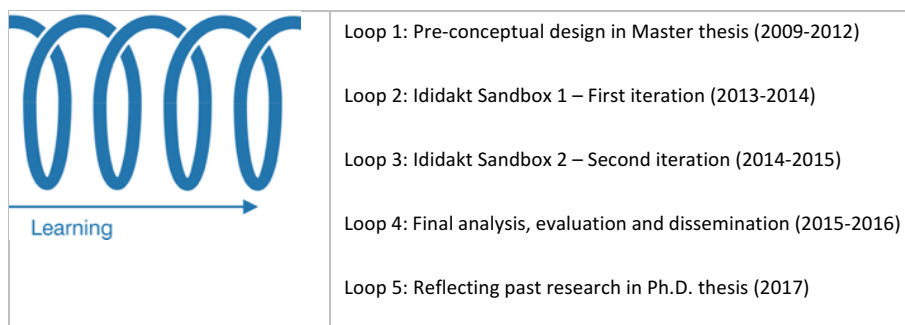 Learning
Loop 1: Pre-conceptual design in Master thesis (2009-2012)
Loop 2: Ididakt Sandbox 1 – First iteration (2013-2014)
Loop 3: Ididakt Sandbox 2 – Second iteration (2014-2015)
Loop 4: Final analysis, evaluation and dissemination (2015-2016)
Loop 5: Reflecting past research in Ph.D. thesis (2017)